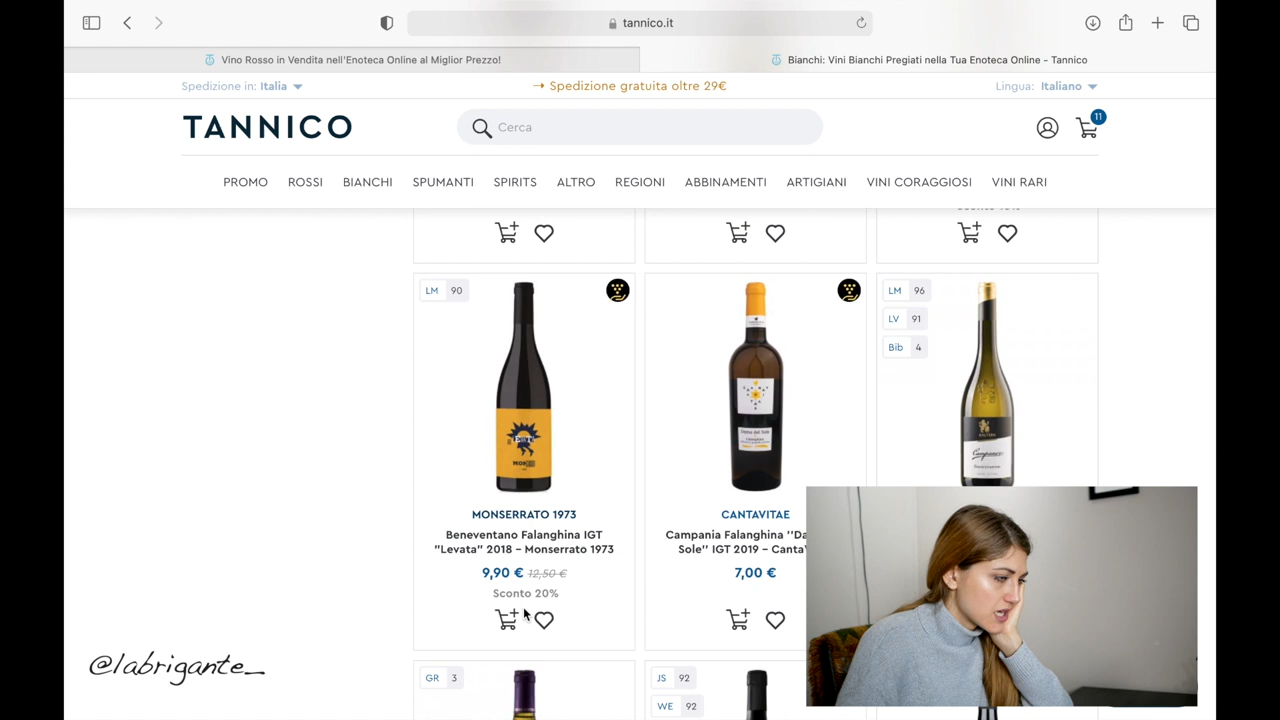 tannico.it
Vino Rosso in Vendita nell'Enoteca Online al Miglior Prezzo!
Bianchi: Vini Bianchi Pregiati nella Tua Enoteca Online - Tannico
Spedizione in: Italia
→ Spedizione gratuita oltre 29€
Lingua: Italiano
TANNICO
Cerca
11
PROMO ROSSI BIANCHI SPUMANTI SPIRITS ALTRO REGIONI ABBINAMENTI ARTIGIANI VINI CORAGGIOSI VINI RARI
LM 90
LM 96
LV 91
Bib 4
MONSERRATO 1973
Beneventano Falanghina IGT
"Levata" 2018 - Monserrato 1973
9,90 € 12,50 €
Sconto 20%
CANTAVITAE
Campania Falanghina ''Da
Sole'' IGT 2019 - Canta
7,00 €
@labrigante_
GR 3
JS 92
WE 92